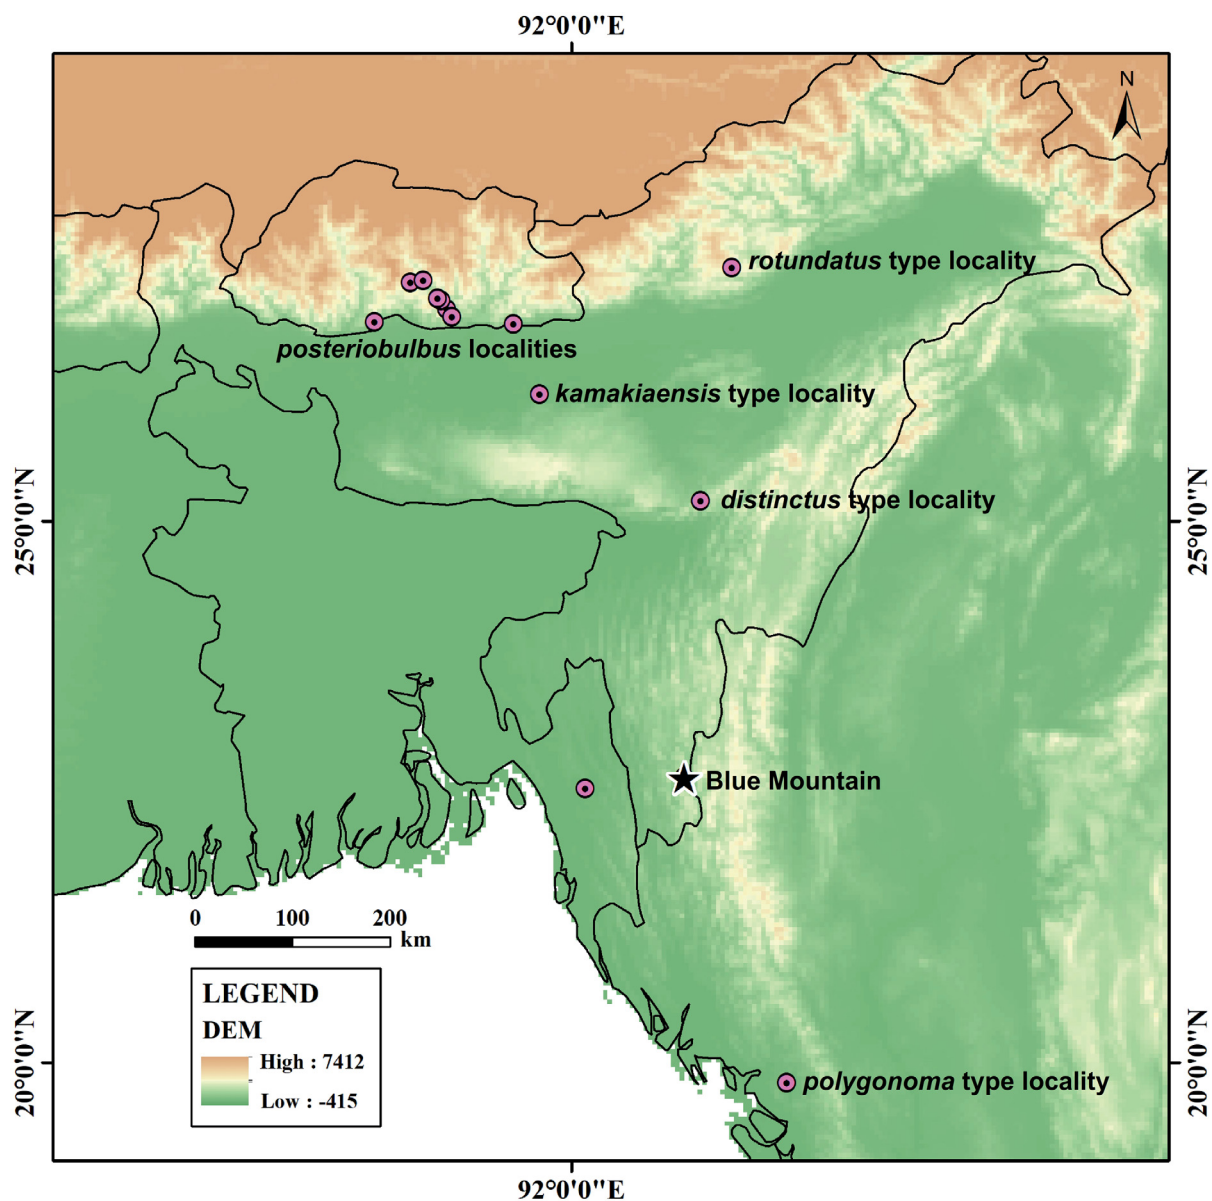 92°0'0"E
N
rotundatus type locality
posteriobulbus localities
kamakiaensis type locality
distinctus type locality
25°0'0"N
25°0'0"N
Blue Mountain
0 100 200
km
LEGEND
DEM
High : 7412
Low : -415
20°0'0"N
20°0'0"N
polygonoma type locality
92°0'0"E